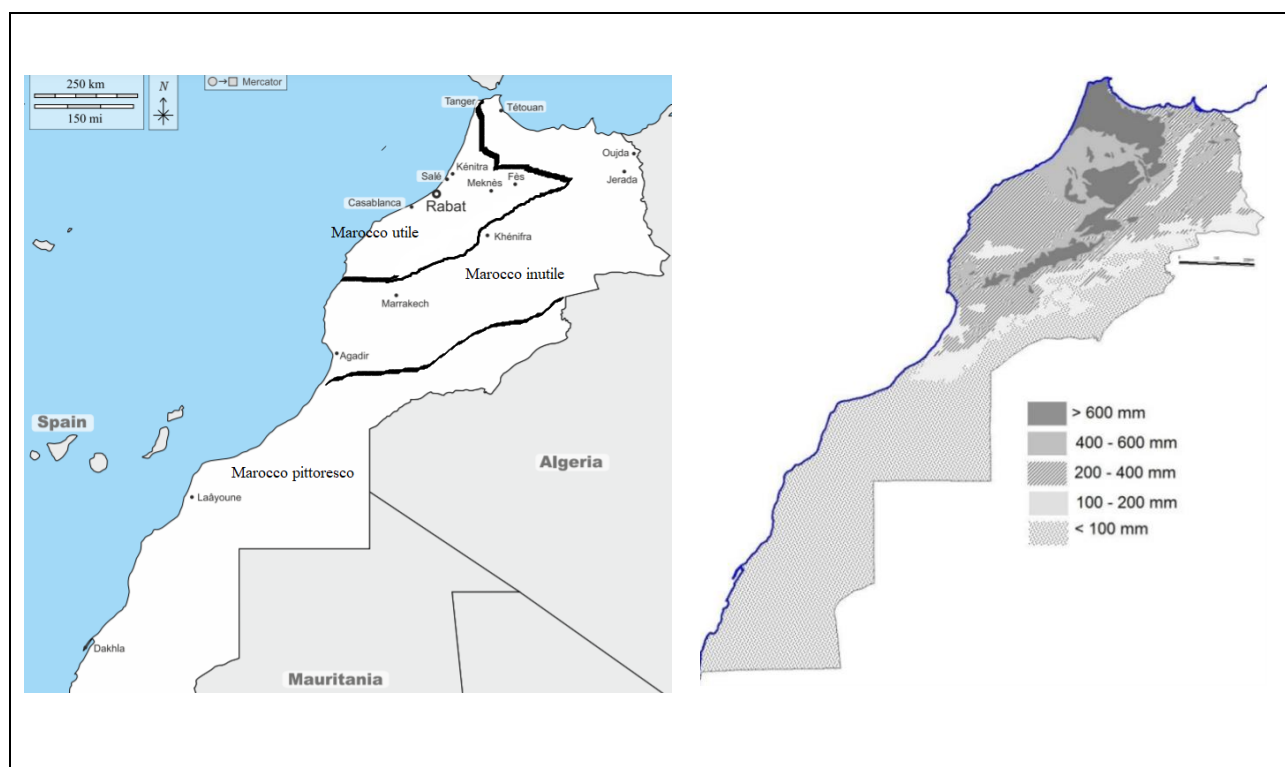 250 km
150 mi
N
Mercator
Tanger
Tétouan
Oujda
Jerada
Kénitra
Salé
Fès
Meknès
Rabat
Casablanca
Marocco utile
Khénifra
Marocco inutile
Marrakech
Agadir
Spain
Algeria
Marocco pittoresco
Laâyoune
Dakhla
Mauritania
> 600 mm
400 - 600 mm
200 - 400 mm
100 - 200 mm
< 100 mm